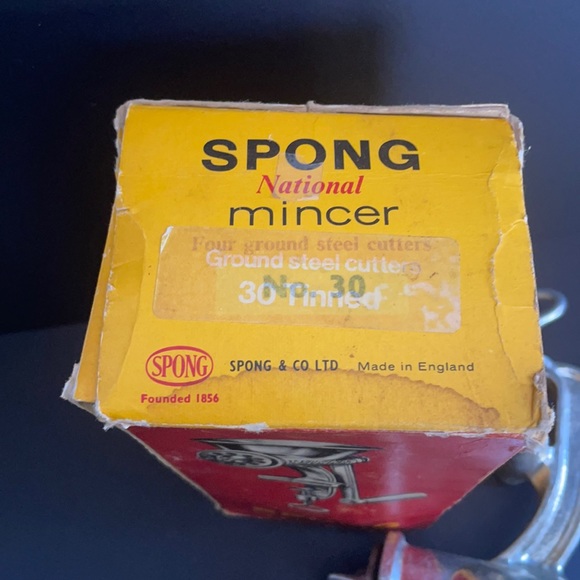 SPONG
National
mincer
Four ground steel cutters
Ground steel cutters
No. 30
30 Tinned
SPONG
SPONG & CO LTD Made in England
Founded 1856